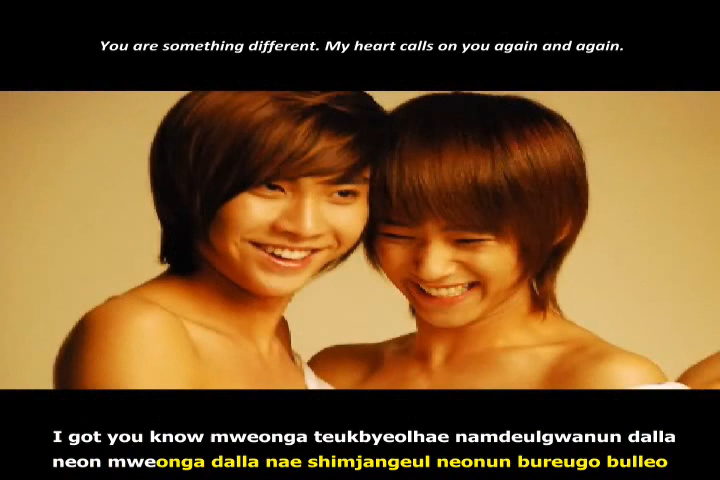 You are something different. My heart calls on you again and again.
I got you know mweonga teukbyeolhae namdeulgwanun dalla
neon mweonga dalla nae shimjangeul neonun bureugo bulleo